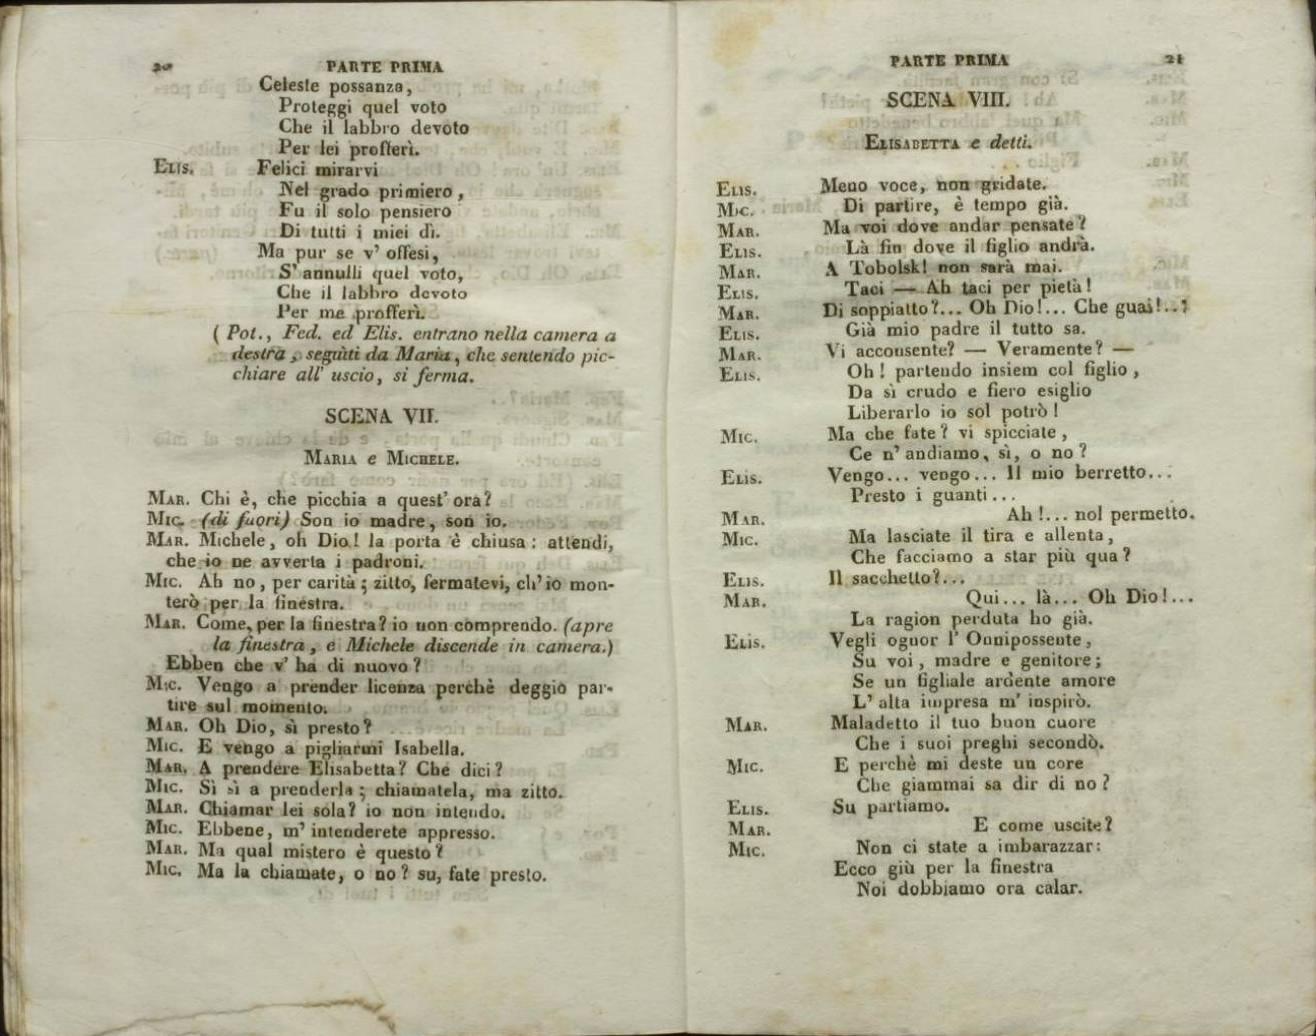 20
PARTE PRIMA
Celeste possanza,
Proteggi quel voto
Che il labbro devoto
Per lei profferì.
Elis. Felici mirarvi
Nel grado primiero,
Fu il solo pensiero
Di tutti i miei dì.
Ma pur se v' offesi,
S' annulli quel voto,
Che il labbro devoto
Per me profferì.
( Pot., Fed. ed Elis. entrano nella camera a
destra, seguiti da Maria, che sentendo pic-
chiare all' uscio, si ferma.
SCENA VII.
Maria e Michele.
Mar. Chi è, che picchia a quest' ora?
Mic. (di fuori) Son io madre, son io.
Mar. Michele, oh Dio! la porta è chiusa: attendi,
che io ne avverta i padroni.
Mic. Ah no, per carità; zitto, fermatevi, ch' io mon-
terò per la finestra.
Mar. Come, per la finestra? io non comprendo. (apre
la finestra, e Michele discende in camera.)
Ebben che v' ha di nuovo?
Mic. Vengo a prender licenza perchè deggio par-
tire sul momento.
Mar. Oh Dio, sì presto?
Mic. E vengo a pigliarmi Isabella.
Mar. A prendere Elisabetta? Che dici?
Mic. Sì sì a prenderla; chiamatela, ma zitto.
Mar. Chiamar lei sola? io non intendo.
Mic. Ebbene, m' intenderete appresso.
Mar. Ma qual mistero è questo?
Mic. Ma la chiamate, o no? su, fate presto.
PARTE PRIMA
21
SCENA VIII.
Elisabetta e detti.
Elis. Meno voce, non gridate.
Mic. Di partire, è tempo già.
Mar. Ma voi dove andar pensate?
Elis. Là fin dove il figlio andrà.
Mar. A Tobolsk! non sarà mai.
Elis. Taci — Ah taci per pietà!
Mar. Di soppiatto?... Oh Dio!... Che guai!..?
Elis. Già mio padre il tutto sa.
Mar. Vi acconsente? — Veramente? —
Elis. Oh! partendo insiem col figlio,
Da sì crudo e fiero esiglio
Liberarlo io sol potrò!
Mic. Ma che fate? vi spicciate,
Ce n' andiamo, sì, o no?
Elis. Vengo... vengo... Il mio berretto...
Presto i guanti...
Mar. Ah!... nol permetto.
Mic. Ma lasciate il tira e allenta,
Che facciamo a star più qua?
Elis. Il sacchetto?...
Mar. Qui... là... Oh Dio!...
La ragion perduta ho già.
Elis. Vegli ognor l' Onnipossente,
Su voi, madre e genitore;
Se un figliale ardente amore
L' alta impresa m' inspirò.
Mar. Maladetto il tuo buon cuore
Che i suoi preghi secondò.
Mic. E perchè mi deste un core
Che giammai sa dir di no?
Elis. Su partiamo.
Mar. E come uscite?
Mic. Non ci state a imbarazzar:
Ecco giù per la finestra
Noi dobbiamo ora calar.